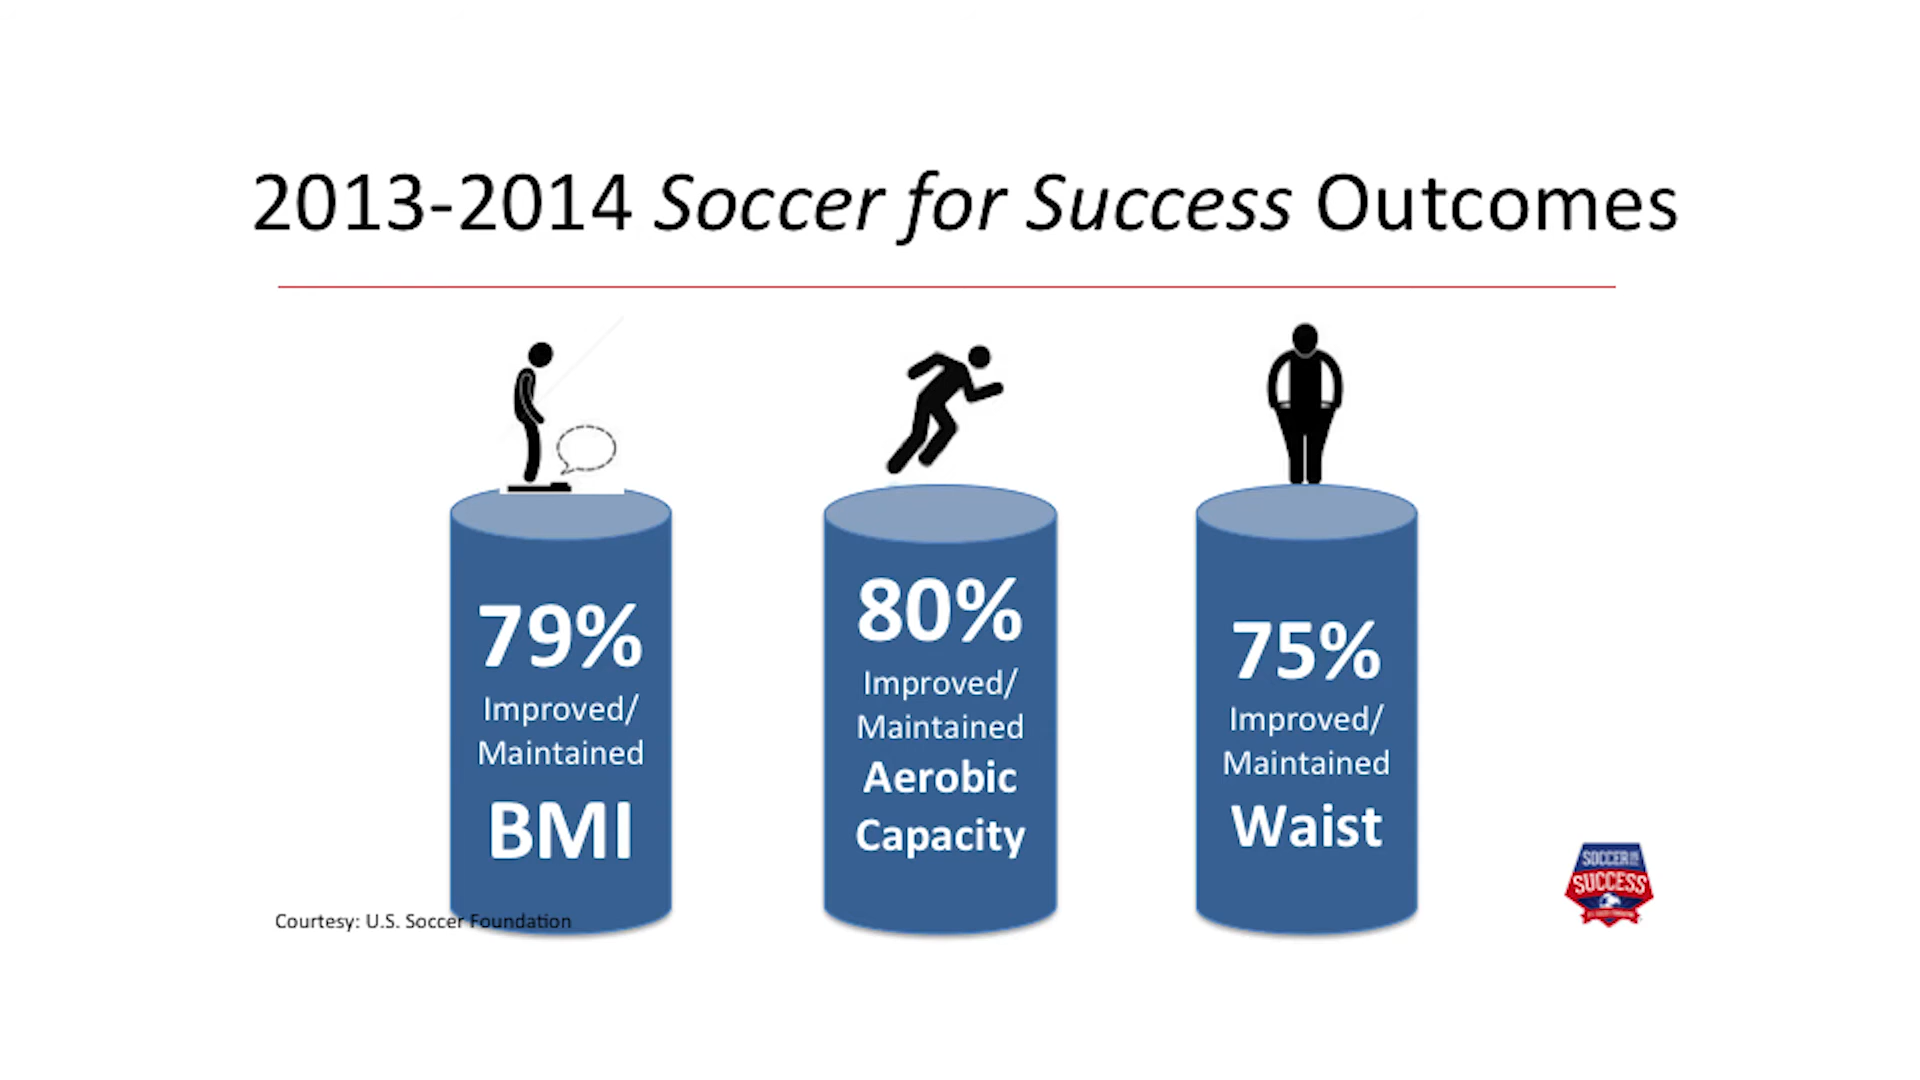 2013-2014 Soccer for Success Outcomes
79%
Improved/
Maintained
BMI
80%
Improved/
Maintained
Aerobic
Capacity
75%
Improved/
Maintained
Waist
Courtesy: U.S. Soccer Foundation
SOCCER
SUCCESS